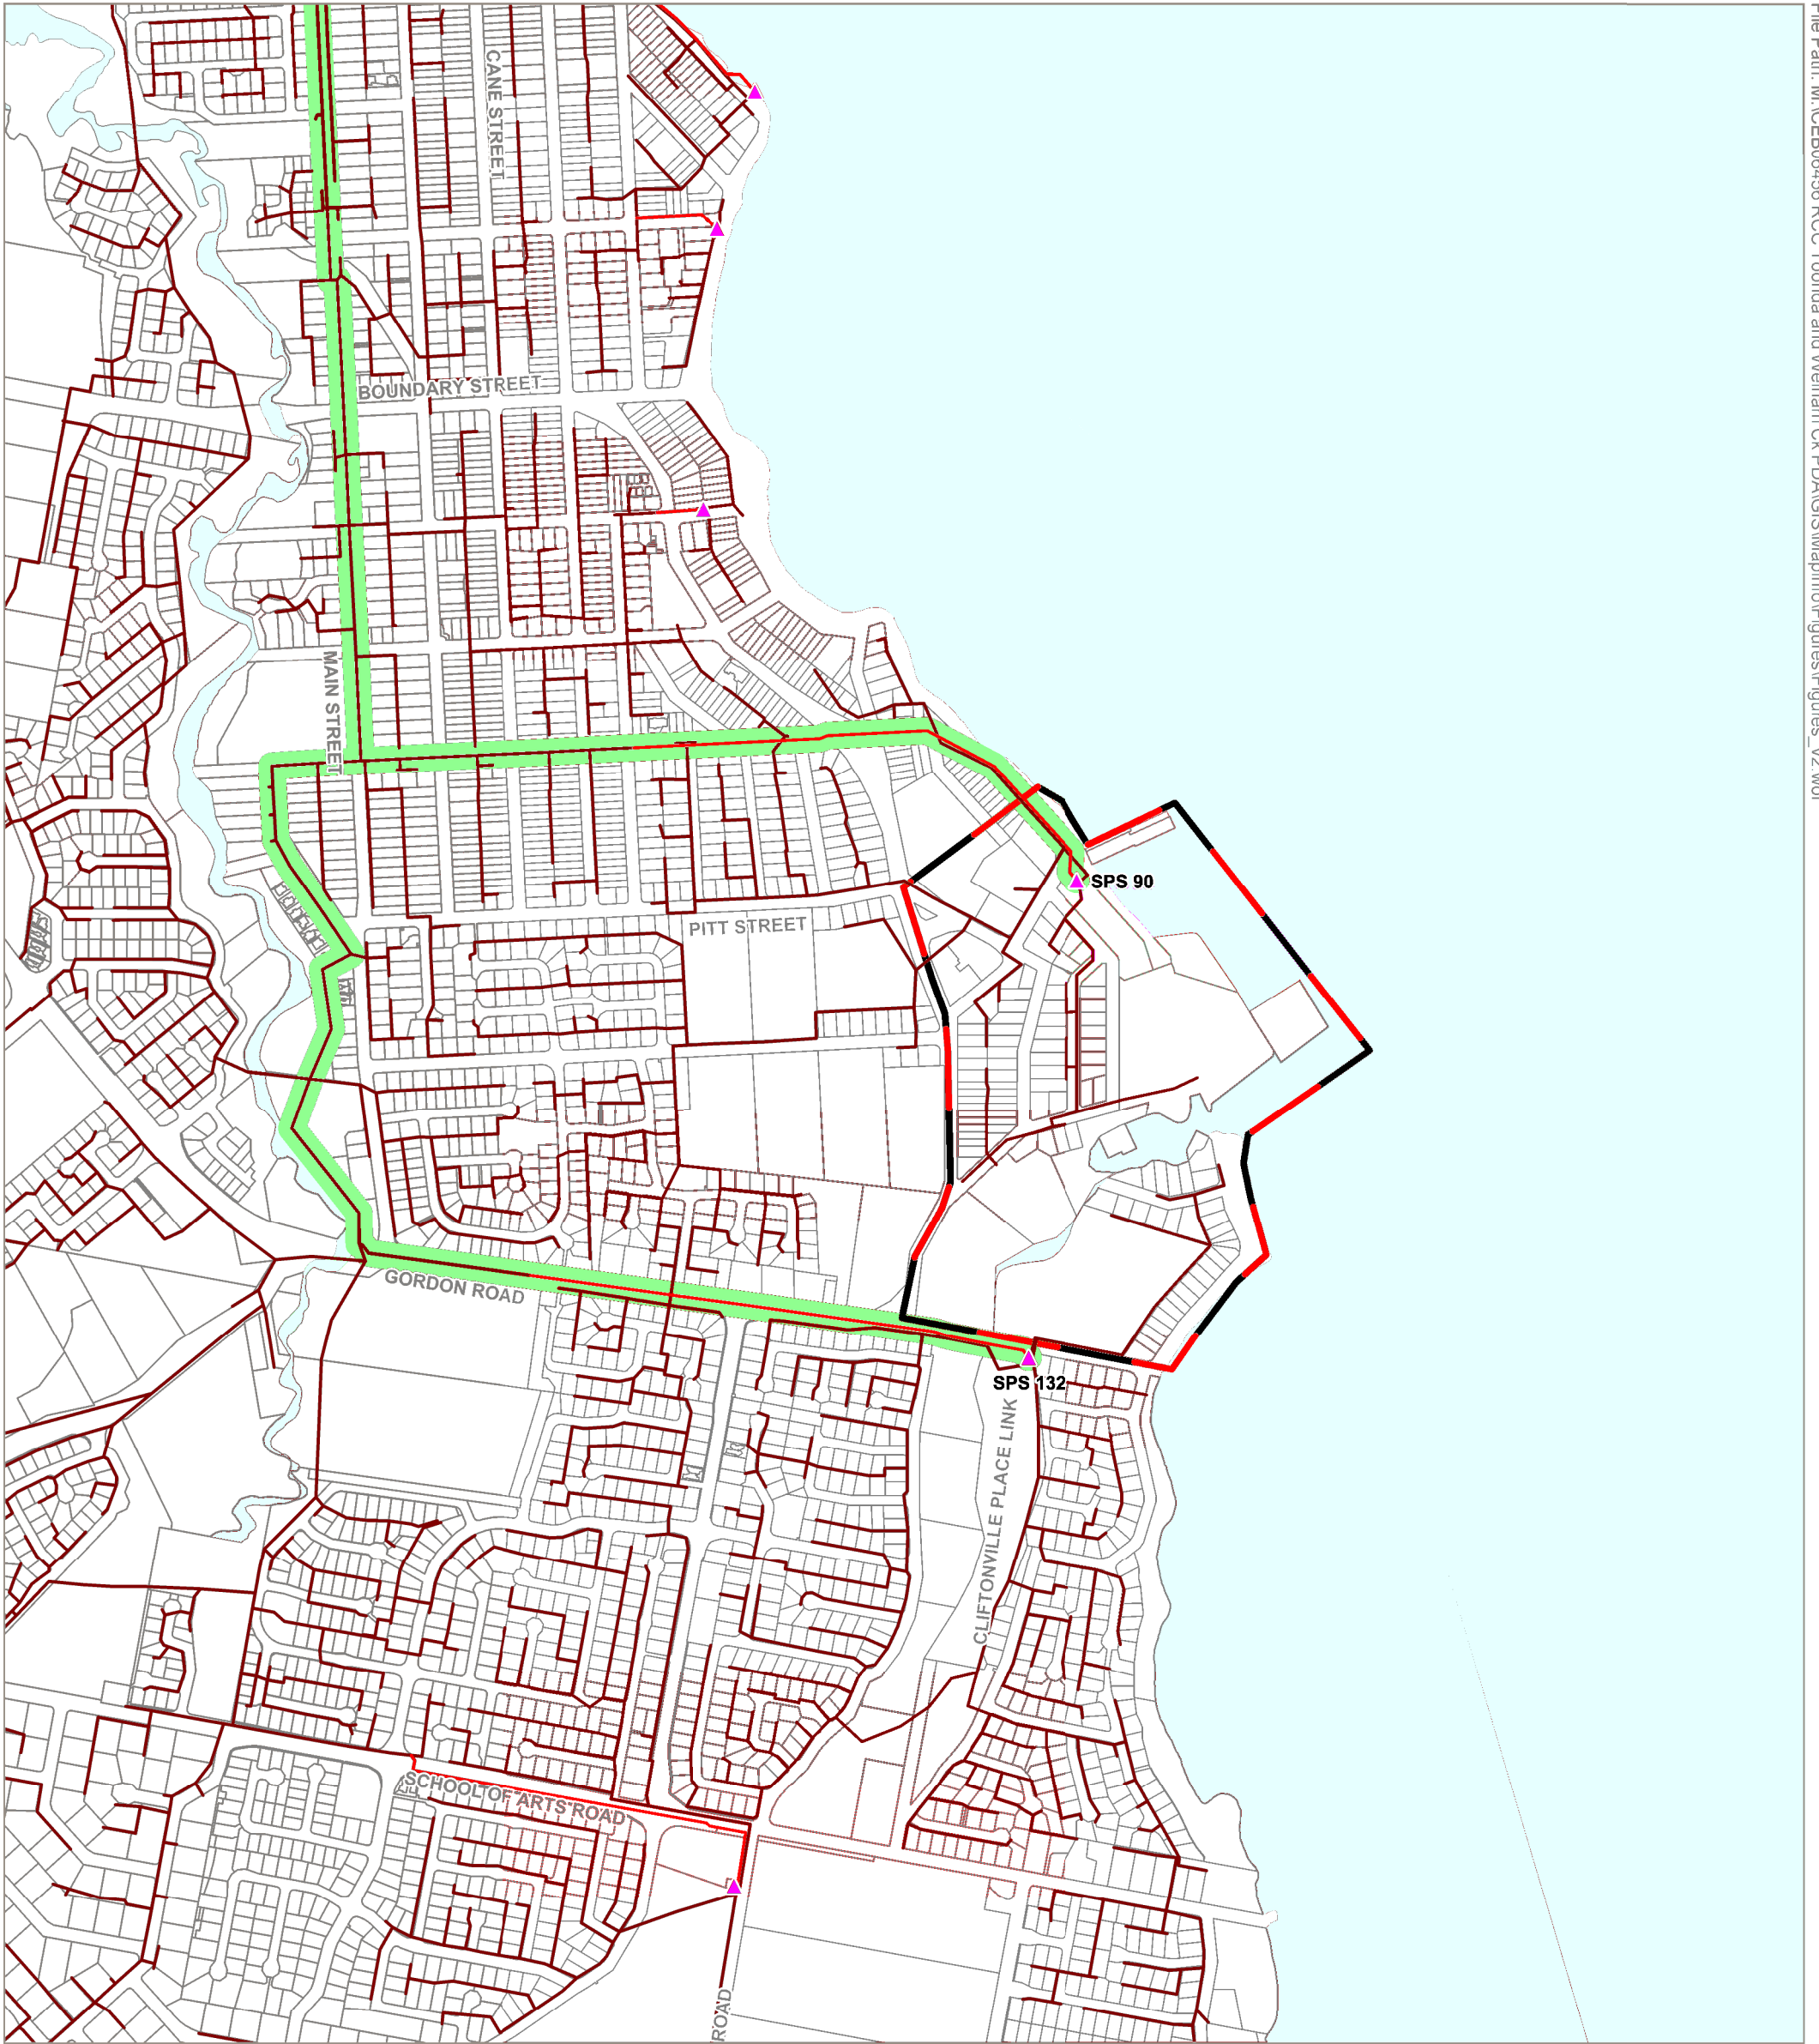 CANE STREET
BOUNDARY STREET
MAIN STREET
SPS 90
PITT STREET
GORDON ROAD
SPS 132
CLIFTONVILLE PLACE LINK
SCHOOL OF ARTS ROAD
ROAD